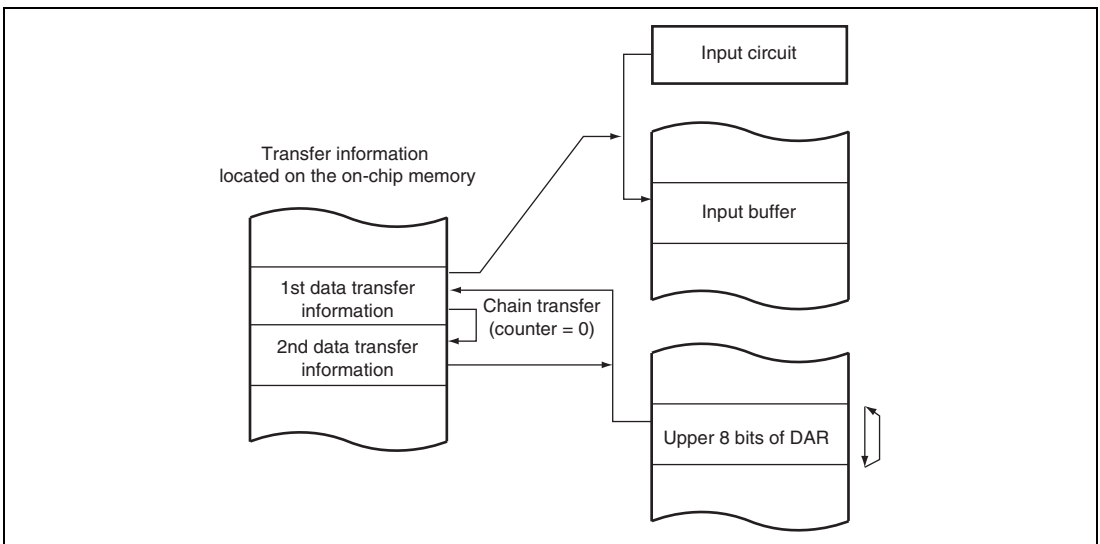 Input circuit
Transfer information
located on the on-chip memory
Input buffer
1st data transfer
information
Chain transfer
(counter = 0)
2nd data transfer
information
Upper 8 bits of DAR